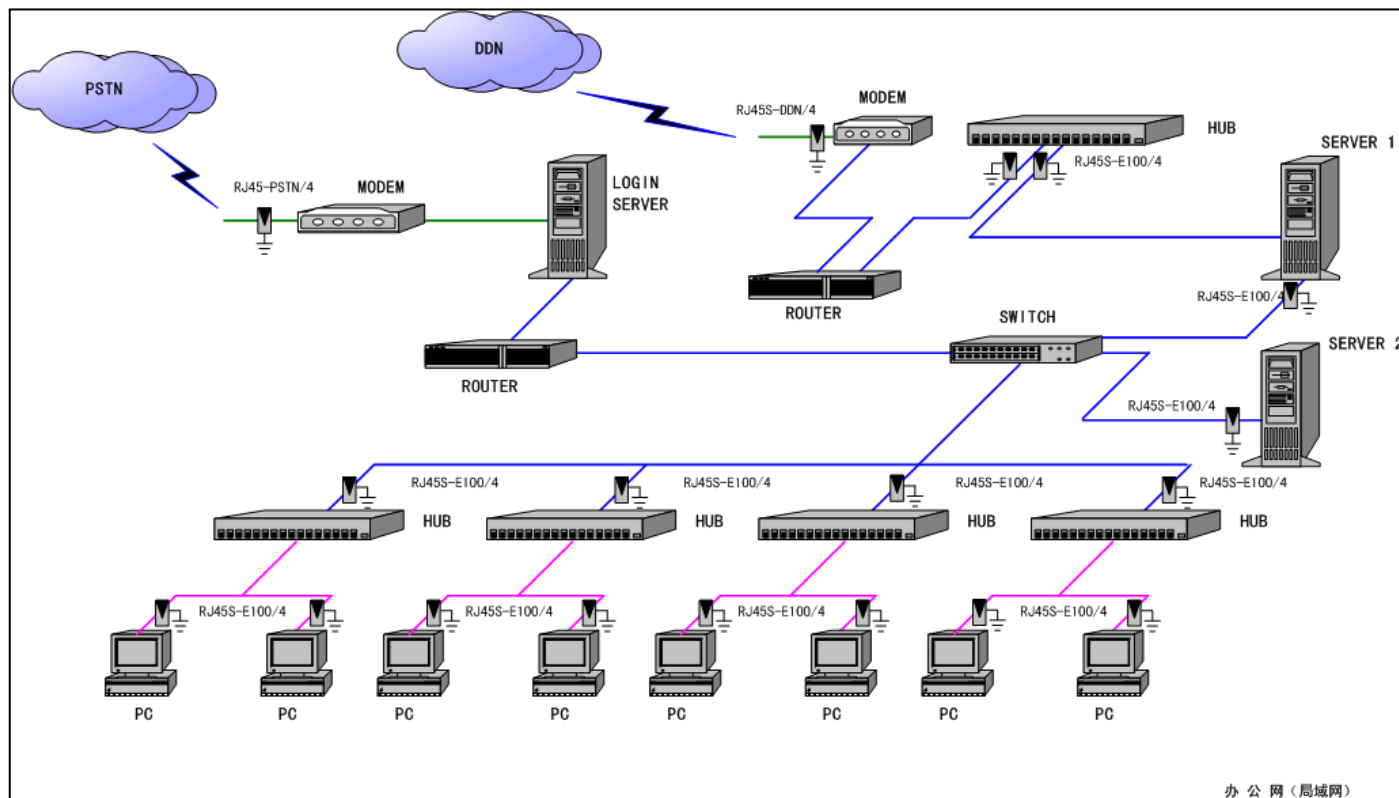 DDN
PSTN
RJ45S-DDN/4
MODEM
HUB
SERVER 1
RJ45S-E100/4
RJ45-PSTN/4
MODEM
LOGIN
SERVER
RJ45S-E100/4
ROUTER
SWITCH
SERVER 2
ROUTER
RJ45S-E100/4
RJ45S-E100/4
RJ45S-E100/4
RJ45S-E100/4
RJ45S-E100/4
HUB
HUB
HUB
HUB
RJ45S-E100/4
RJ45S-E100/4
RJ45S-E100/4
RJ45S-E100/4
PC
PC
PC
PC
PC
PC
PC
PC
办 公 网（局域网）